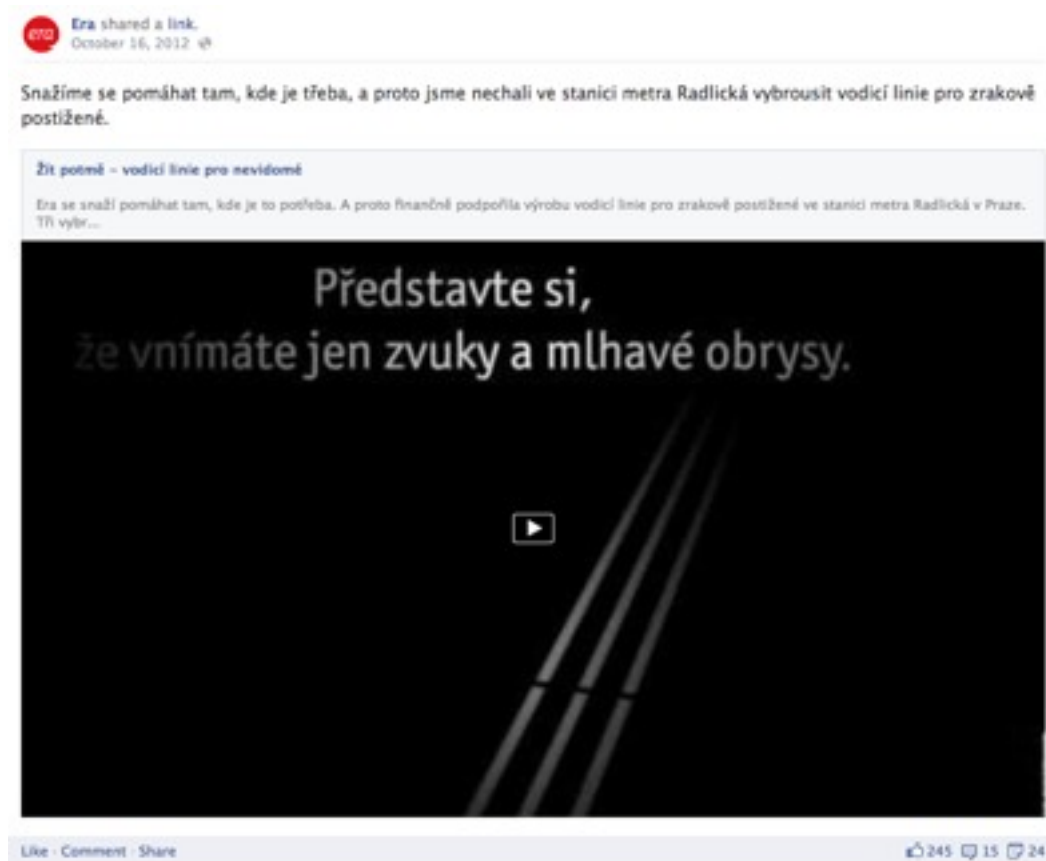 era
Era shared a link.
October 16, 2012
Snažíme se pomáhat tam, kde je třeba, a proto jsme nechali ve stanici metra Radlická vybrousit vodicí linie pro zrakově
postižené.
Žít potmě – vodicí linie pro nevidomé
Era se snaží pomáhat tam, kde je to potřeba. A proto finančně podpořila výrobu vodicí linie pro zrakově postižené ve stanici metra Radlická v Praze.
Tři vybr...
Představte si,
že vnímáte jen zvuky a mlhavé obrysy.
Like · Comment · Share 245 15 24